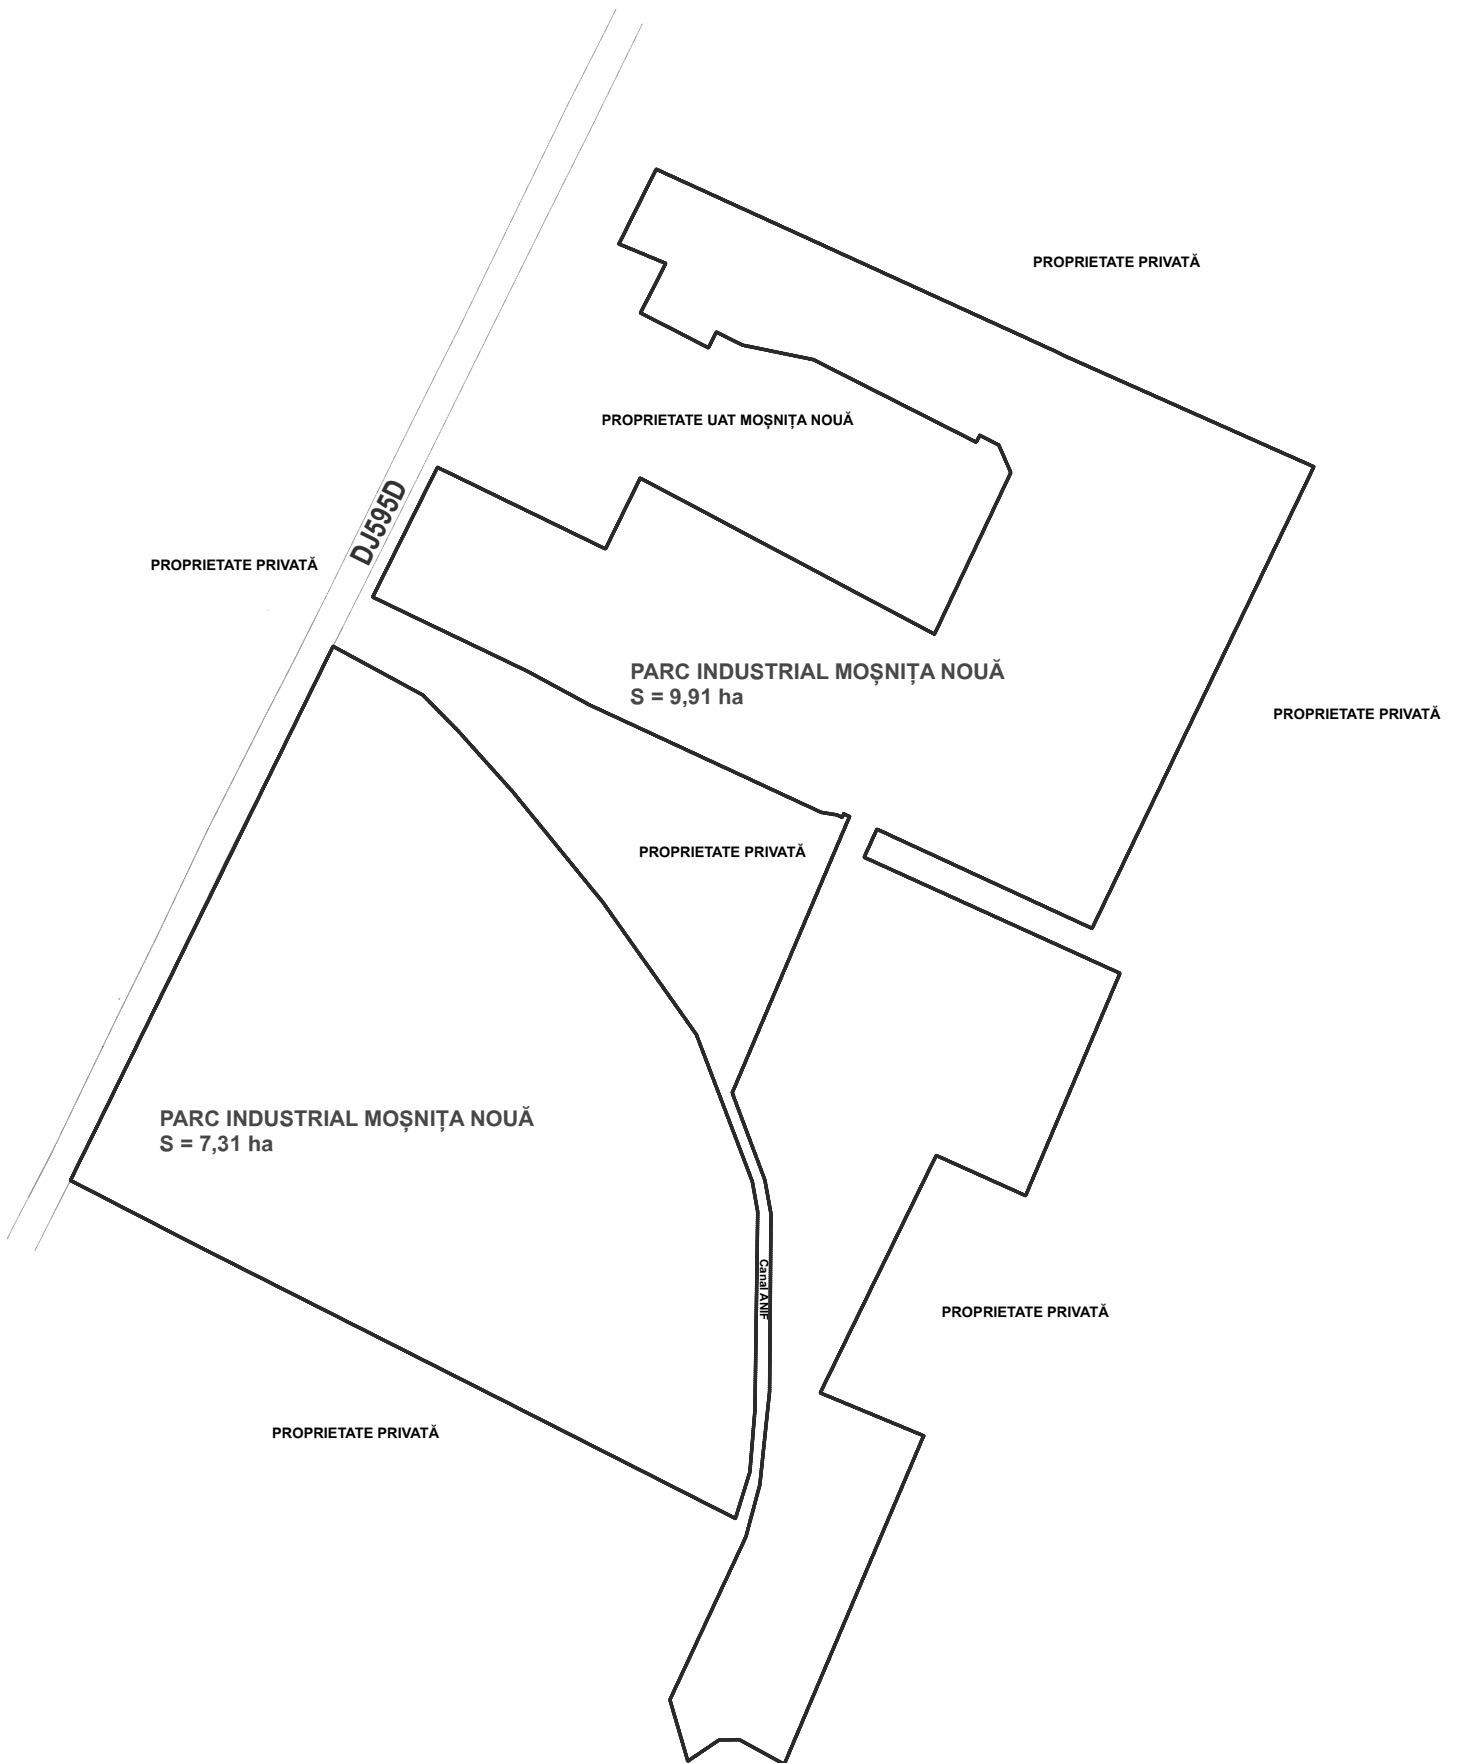 PROPRIETATE PRIVATĂ
PROPRIETATE UAT MOȘNIȚA NOUĂ
DJ595D
PROPRIETATE PRIVATĂ
PARC INDUSTRIAL MOȘNIȚA NOUĂ
S = 9,91 ha
PROPRIETATE PRIVATĂ
PROPRIETATE PRIVATĂ
PARC INDUSTRIAL MOȘNIȚA NOUĂ
S = 7,31 ha
Canal ANIF
PROPRIETATE PRIVATĂ
PROPRIETATE PRIVATĂ